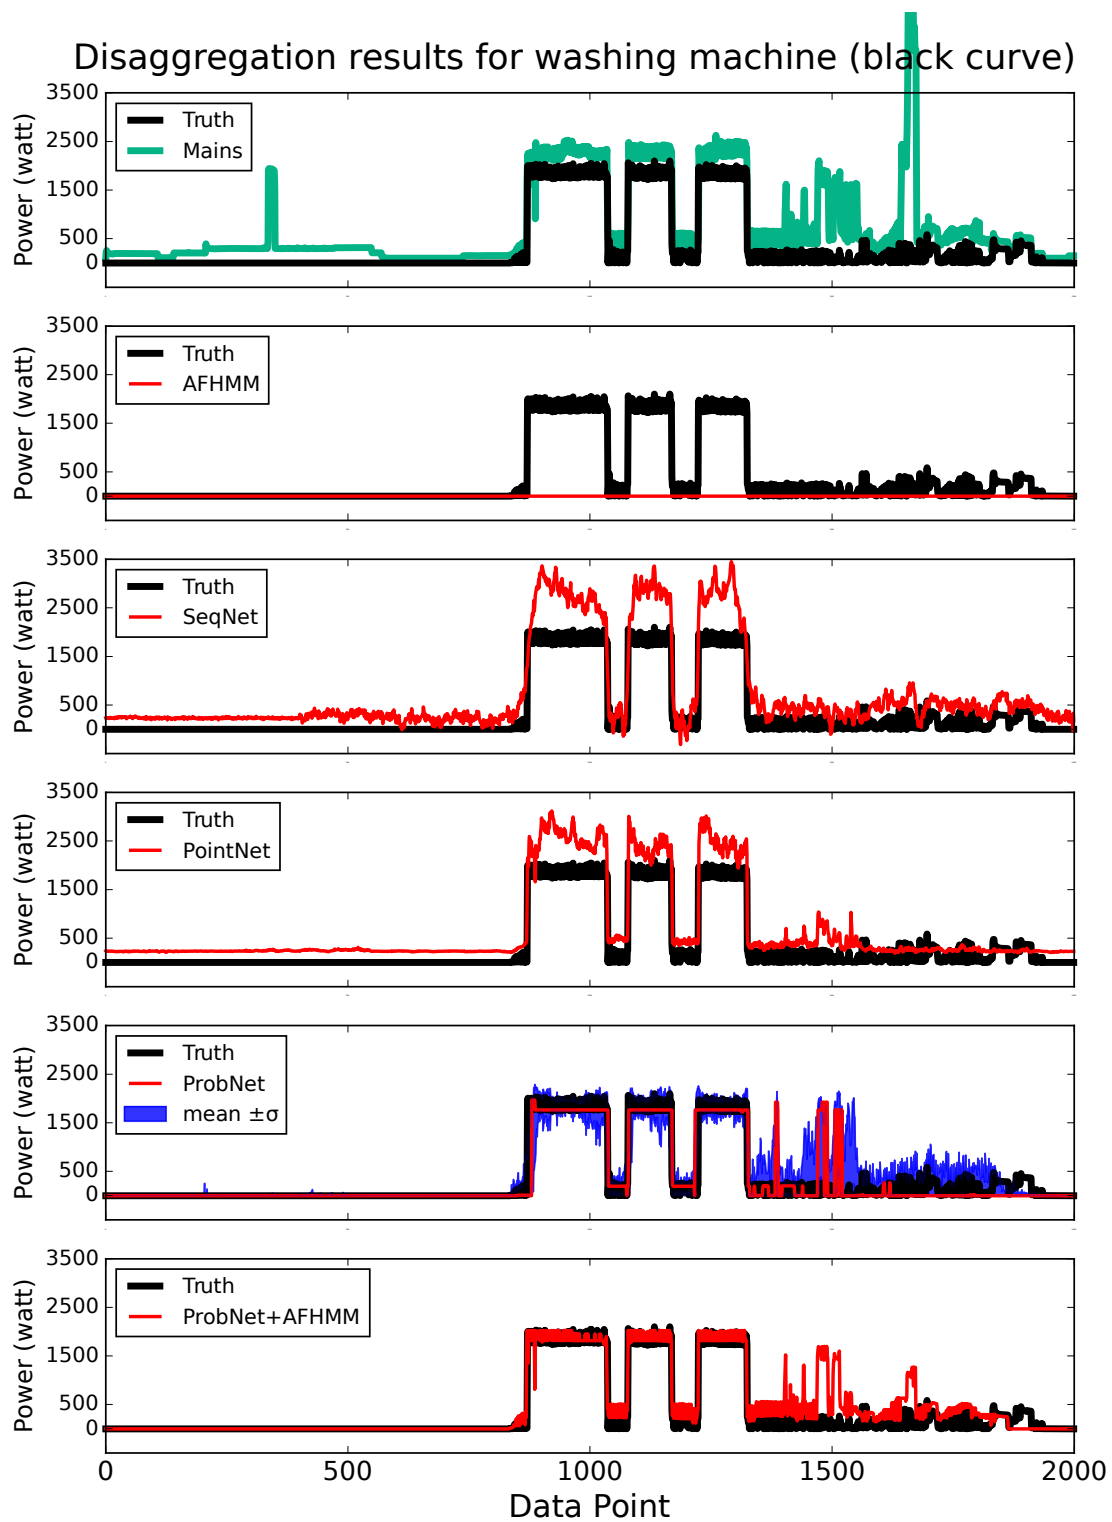 Disaggregation results for washing machine (black curve)
3500
2500
1500
500
0
Power (watt)
Truth
Mains
3500
2500
1500
500
0
Power (watt)
Truth
AFHMM
3500
2500
1500
500
0
Power (watt)
Truth
SeqNet
3500
2500
1500
500
0
Power (watt)
Truth
PointNet
3500
2500
1500
500
0
Power (watt)
Truth
ProbNet
mean ±σ
3500
2500
1500
500
0
Power (watt)
Truth
ProbNet+AFHMM
0 500 1000 1500 2000
Data Point